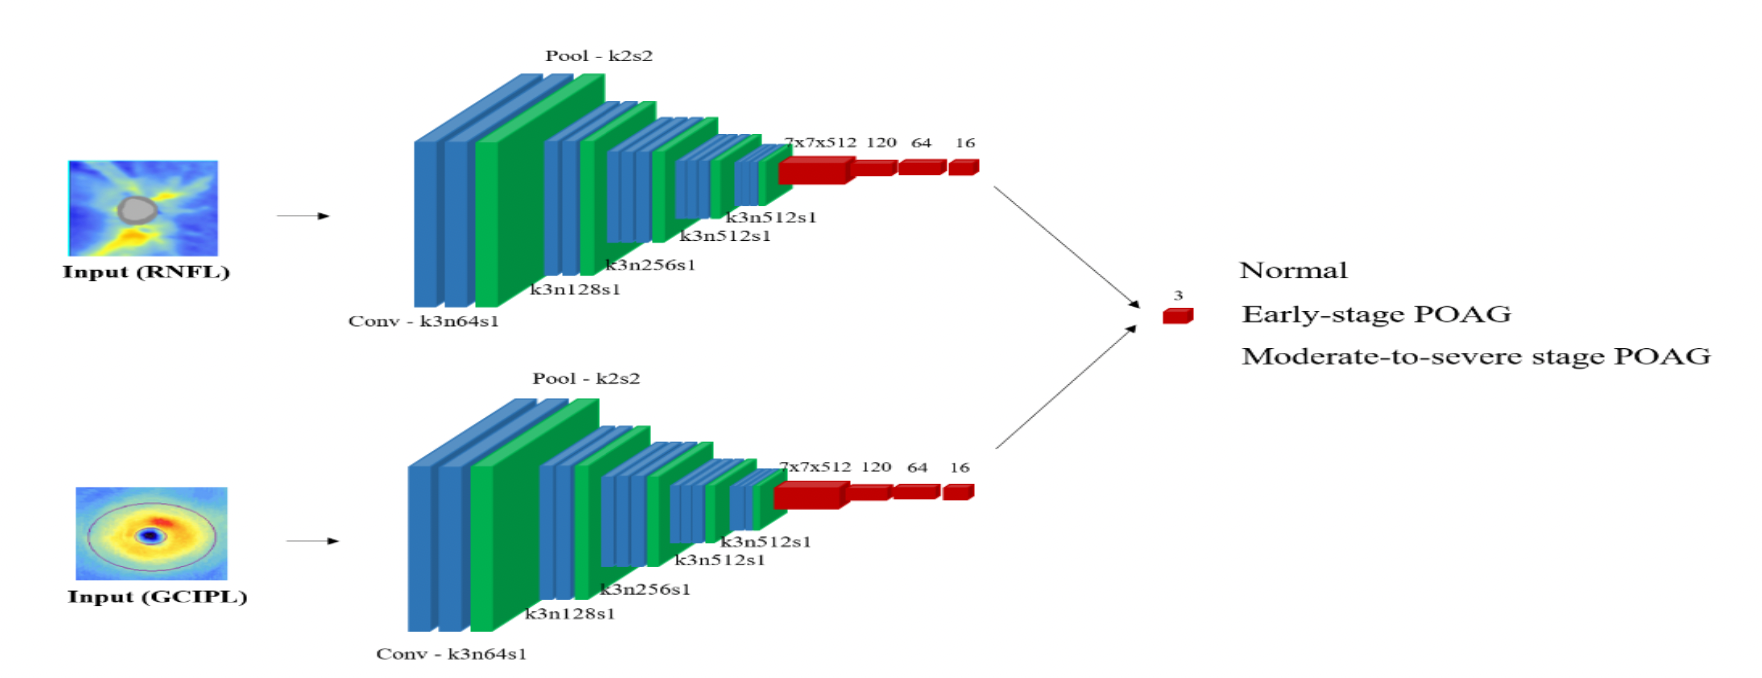 Pool - k2s2
7x7x512 120 64 16
Input (RNFL)
k3n512s1
k3n512s1
k3n256s1
k3n128s1
Conv - k3n64s1
3
Normal
Early-stage POAG
Moderate-to-severe stage POAG
Pool - k2s2
7x7x512 120 64 16
Input (GCIPL)
k3n512s1
k3n512s1
k3n256s1
k3n128s1
Conv - k3n64s1